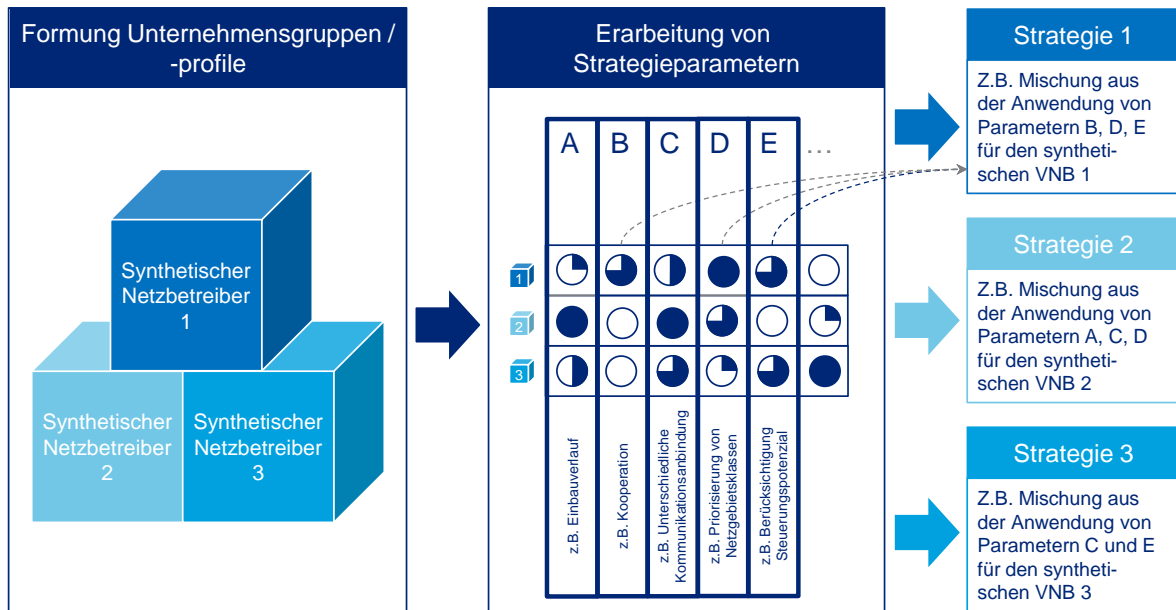 Formung Unternehmensgruppen /
-profile
Synthetischer
Netzbetreiber
1
Synthetischer
Netzbetreiber
2
Synthetischer
Netzbetreiber
3
Erarbeitung von
Strategieparametern
A B C D E ...
1
2
3
z.B. Einbauverlauf
z.B. Kooperation
z.B. Unterschiedliche
Kommunikationsanbindung
z.B. Priorisierung von
Netzgebietsklassen
z.B. Berücksichtigung
Steuerungspotenzial
Strategie 1
Z.B. Mischung aus
der Anwendung von
Parametern B, D, E
für den syntheti-
schen VNB 1
Strategie 2
Z.B. Mischung aus
der Anwendung von
Parametern A, C, D
für den syntheti-
schen VNB 2
Strategie 3
Z.B. Mischung aus
der Anwendung von
Parametern C und E
für den syntheti-
schen VNB 3